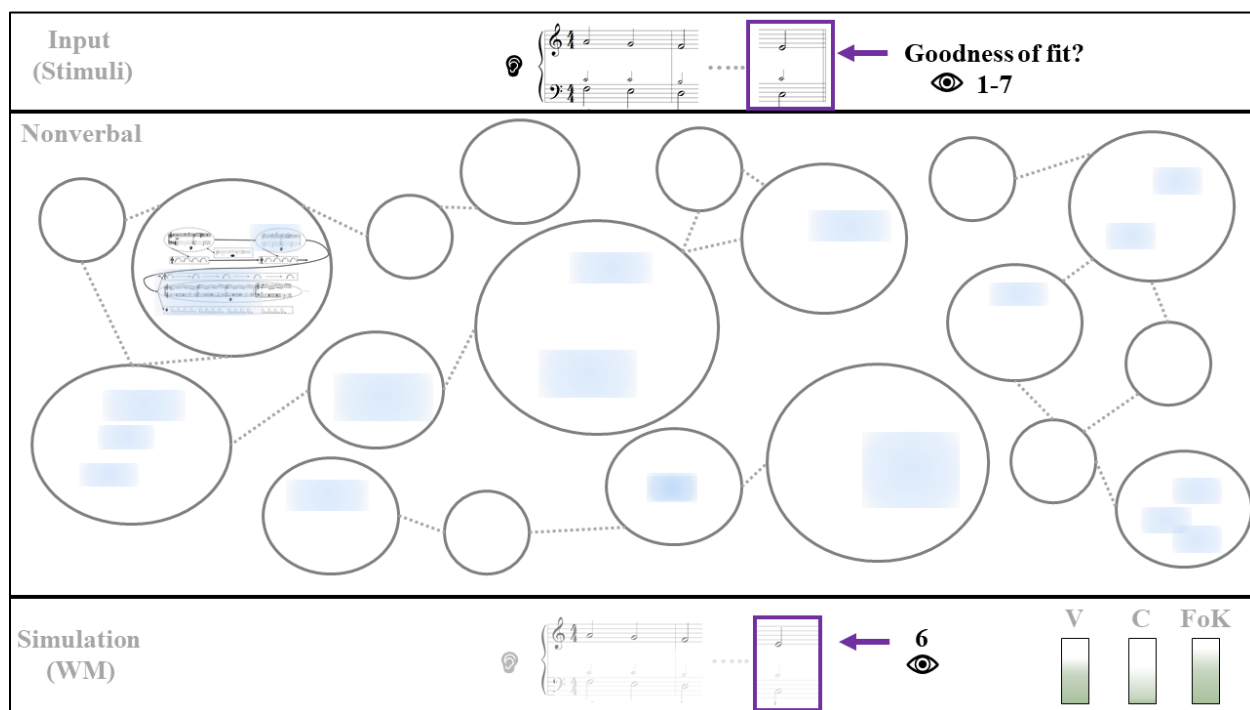 Input
(Stimuli)
Goodness of fit?
1-7
Nonverbal
Simulation
(WM)
6
V C FoK